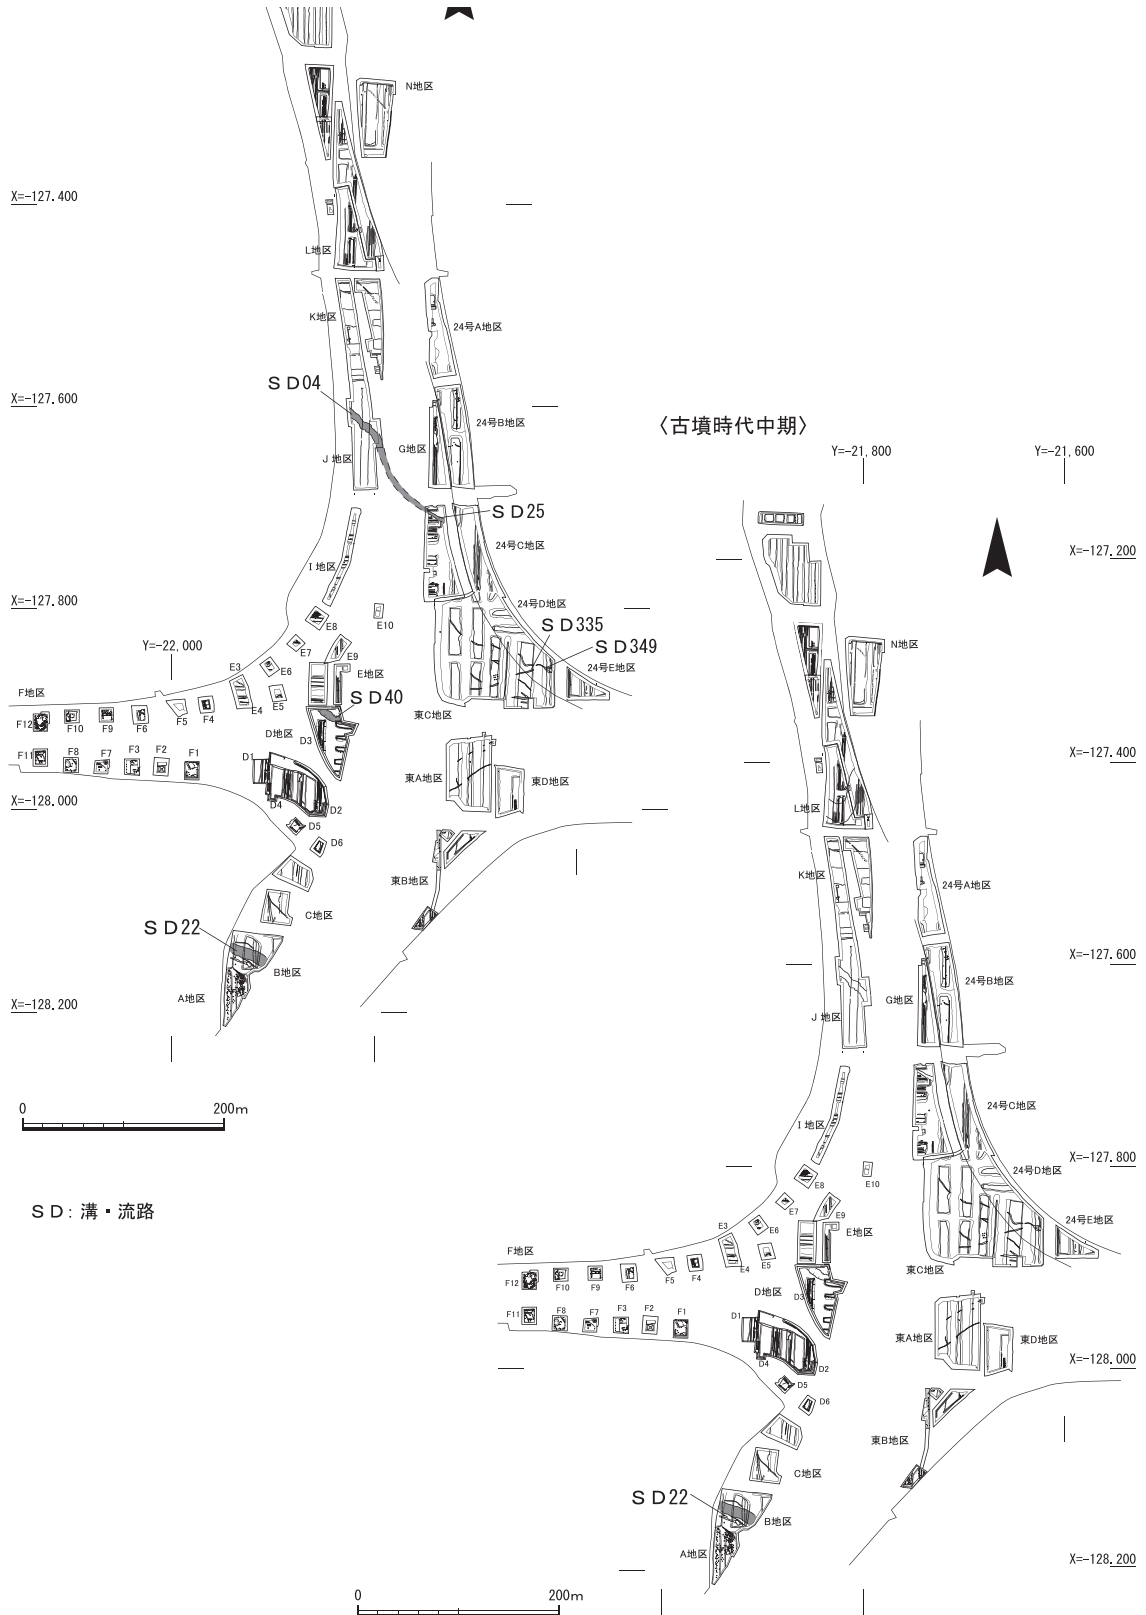 N地区
X=-127.400
L地区
K地区
24号A地区
SD04
X=-127.600
24号B地区
G地区
J地区
SD25
24号C地区
I地区
X=-127.800
24号D地区
E8
E10
SD335
E7
E9
SD349
Y=-22,000
E3
E6
24号E地区
E地区
F地区
E4
E5
SD40
F12
F10
F9
F6
F5
F4
東C地区
D地区
D3
F11
F8
F7
F3
F2
F1
D1
東A地区
東D地区
X=-128.000
D4
D2
D5
D6
東B地区
C地区
SD22
B地区
A地区
X=-128.200
0 200m
SD:溝・流路
〈古墳時代中期〉
Y=-21,800
Y=-21,600
X=-127.200
N地区
X=-127.400
L地区
K地区
24号A地区
X=-127.600
24号B地区
G地区
J地区
24号C地区
I地区
X=-127.800
24号D地区
E8
E10
E7
E9
E3
E6
24号E地区
E地区
F地区
E4
E5
F12
F10
F9
F6
F5
F4
東C地区
D地区
D3
F11
F8
F7
F3
F2
F1
D1
東A地区
東D地区
X=-128.000
D4
D2
D5
D6
東B地区
C地区
SD22
B地区
A地区
X=-128.200
0 200m